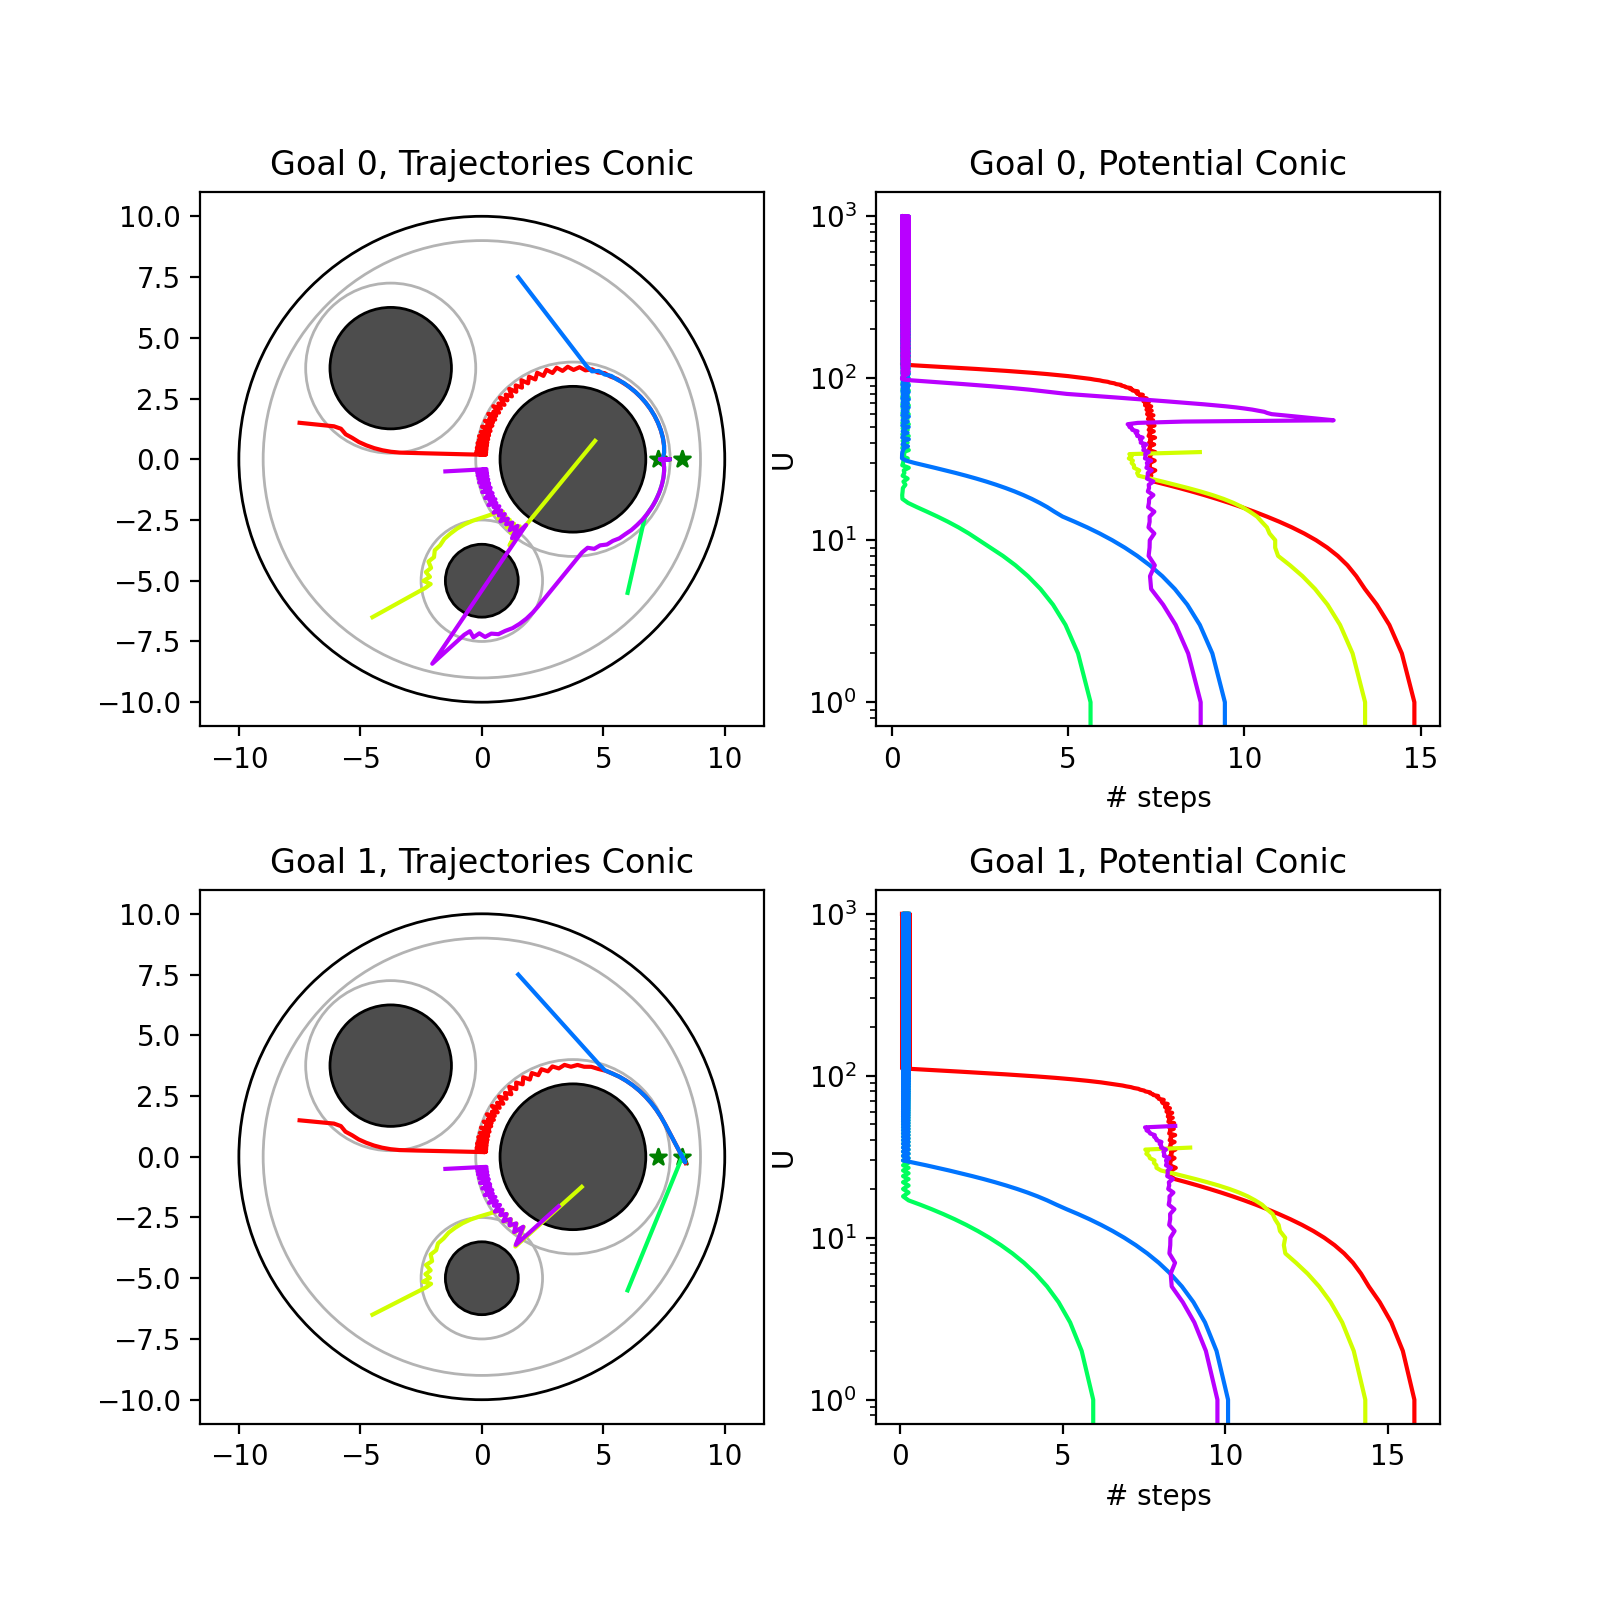 Goal 0, Trajectories Conic
10.0
7.5
5.0
2.5
0.0
−2.5
−5.0
−7.5
−10.0
−10 −5 0 5 10
Goal 0, Potential Conic
U
10³
10²
10¹
10⁰
0 5 10 15
# steps
Goal 1, Trajectories Conic
10.0
7.5
5.0
2.5
0.0
−2.5
−5.0
−7.5
−10.0
−10 −5 0 5 10
Goal 1, Potential Conic
U
10³
10²
10¹
10⁰
0 5 10 15
# steps